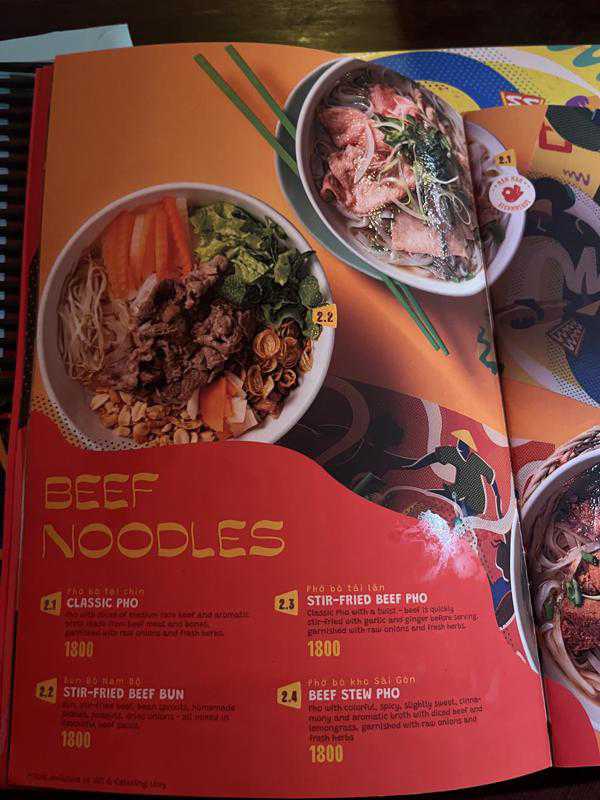 2.1
2.2
BEEF
NOODLES
2.1
Phở bò tái chín
CLASSIC PHO
Pho with slices of medium rare beef and aromatic
broth made from beef meat and bones,
garnished with raw onions and fresh herbs.
1800
2.2
Bún Bò Nam Bộ
STIR-FRIED BEEF BUN
Bun, stir-fried beef, bean sprouts, homemade
pickles, peanuts, dried onions - all mixed in
flavourful beef sauce.
1800
2.3
Phở bò tái lăn
STIR-FRIED BEEF PHO
Classic Pho with a twist - beef is quickly
stir-fried with garlic and ginger before serving,
garnished with raw onions and fresh herbs.
1800
2.4
Phở bò kho Sài Gòn
BEEF STEW PHO
Pho with colorful, spicy, slightly sweet, cinna-
mony and aromatic broth with diced beef and
lemongrass, garnished with raw onions and
fresh herbs
1800